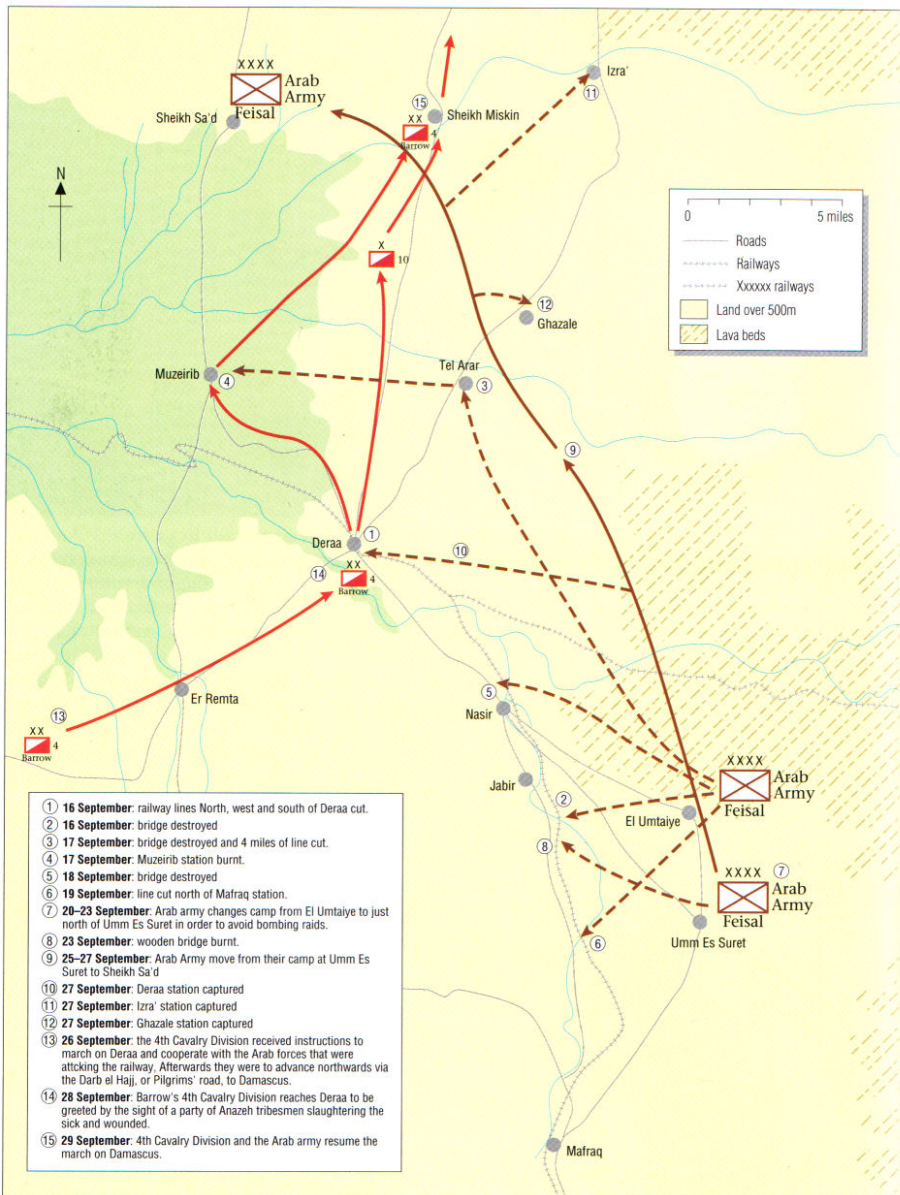 XXXX
Arab
Army
Feisal
Sheikh Sa'd
15
XX
4
Barrow
Sheikh Miskin
Izra'
11
N
X
10
0 5 miles
Roads
Railways
Xxxxxx railways
Land over 500m
Lava beds
12
Ghazale
Tel Arar
3
Muzeirib
4
9
Deraa
1
10
14
XX
4
Barrow
Er Remta
13
XX
4
Barrow
5
Nasir
Jabir
2
8
El Umtaiye
XXXX
Arab
Army
Feisal
XXXX
7
Arab
Army
Feisal
Umm Es Suret
6
Mafraq
1 16 September: railway lines North, west and south of Deraa cut.
2 16 September: bridge destroyed
3 17 September: bridge destroyed and 4 miles of line cut.
4 17 September: Muzeirib station burnt.
5 18 September: bridge destroyed
6 19 September: line cut north of Mafraq station.
7 20–23 September: Arab army changes camp from El Umtaiye to just
north of Umm Es Suret in order to avoid bombing raids.
8 23 September: wooden bridge burnt.
9 25–27 September: Arab Army move from their camp at Umm Es
Suret to Sheikh Sa'd
10 27 September: Deraa station captured
11 27 September: Izra' station captured
12 27 September: Ghazale station captured
13 26 September: the 4th Cavalry Division received instructions to
march on Deraa and cooperate with the Arab forces that were
attcking the railway, Afterwards they were to advance northwards via
the Darb el Hajj, or Pilgrims' road, to Damascus.
14 28 September: Barrow's 4th Cavalry Division reaches Deraa to be
greeted by the sight of a party of Anazeh tribesmen slaughtering the
sick and wounded.
15 29 September: 4th Cavalry Division and the Arab army resume the
march on Damascus.